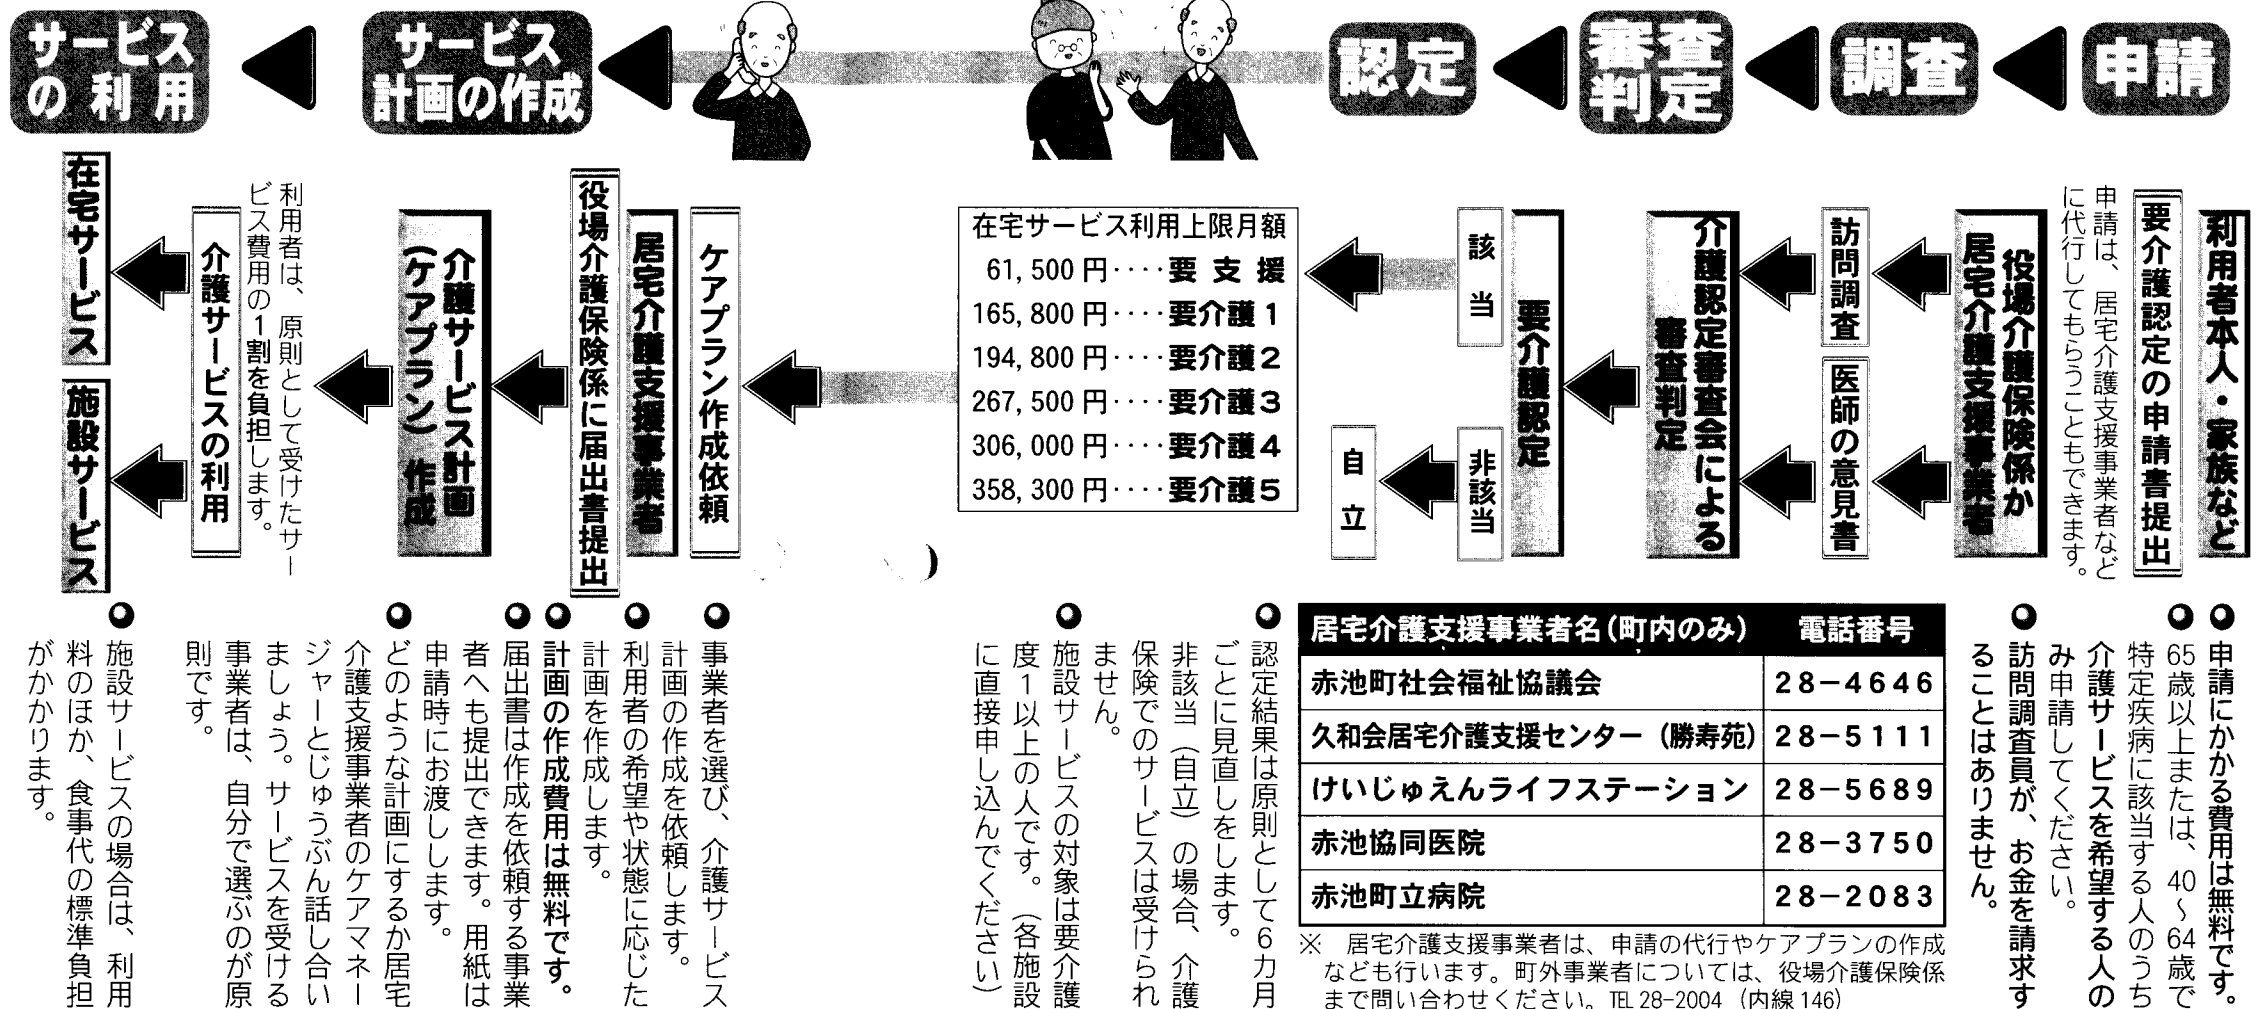 申請
調査
審査
判定
認定
サービス
計画の作成
サービス
の利用
利用者本人・家族など
要介護認定の申請書提出
申請は、居宅介護支援事業者など
に代行してもらうこともできます。
役場介護保険係か
居宅介護支援事業者
訪問調査
医師の意見書
介護認定審査会による
審査判定
要介護認定
該当
非該当
自立
在宅サービス利用上限月額
61,500円‥‥要支援
165,800円‥‥要介護1
194,800円‥‥要介護2
267,500円‥‥要介護3
306,000円‥‥要介護4
358,300円‥‥要介護5
ケアプラン作成依頼
居宅介護支援事業者
役場介護保険係に届出書提出
介護サービス計画
（ケアプラン）作成
利用者は、原則として受けたサー
ビス費用の1割を負担します。
介護サービスの利用
在宅サービス
施設サービス
申請にかかる費用は無料です。
65歳以上または、40～64歳で
特定疾病に該当する人のうち
介護サービスを希望する人の
み申請してください。
訪問調査員が、お金を請求す
ることはありません。
居宅介護支援事業者名（町内のみ） 電話番号
赤池町社会福祉協議会 28－4646
久和会居宅介護支援センター（勝寿苑） 28－5111
けいじゅえんライフステーション 28－5689
赤池協同医院 28－3750
赤池町立病院 28－2083
※　居宅介護支援事業者は、申請の代行やケアプランの作成
なども行います。町外事業者については、役場介護保険係
まで問い合わせください。℡28-2004（内線146）
認定結果は原則として6カ月
ごとに見直しをします。
非該当（自立）の場合、介護
保険でのサービスは受けられ
ません。
施設サービスの対象は要介護
度1以上の人です。（各施設
に直接申し込んでください）
事業者を選び、介護サービス
計画の作成を依頼します。
利用者の希望や状態に応じた
計画を作成します。
計画の作成費用は無料です。
届出書は作成を依頼する事業
者へも提出できます。用紙は
申請時にお渡しします。
どのような計画にするか居宅
介護支援事業者のケアマネー
ジャーとじゅうぶん話し合い
ましょう。サービスを受ける
事業者は、自分で選ぶのが原
則です。
施設サービスの場合は、利用
料のほか、食事代の標準負担
がかかります。